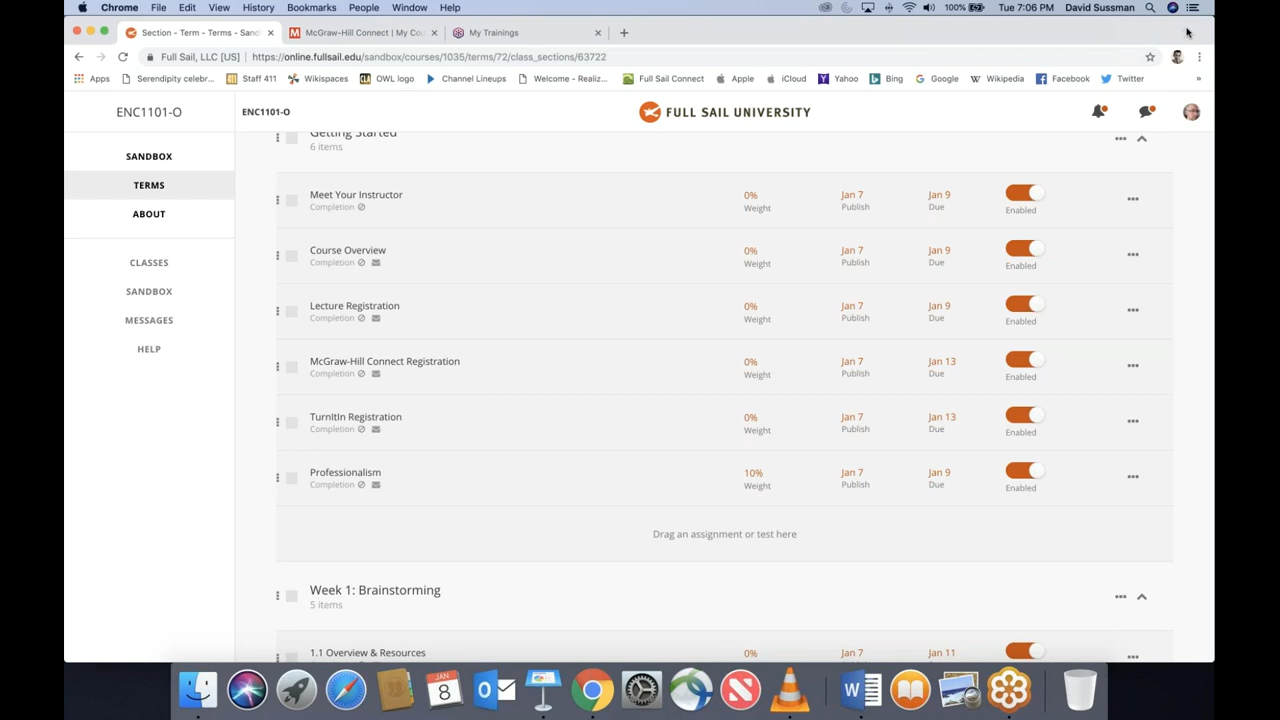 Chrome File Edit View History Bookmarks People Window Help 100% Tue 7:06 PM David Sussman
Section - Term - Terms - Sand McGraw-Hill Connect | My Cou My Trainings
Full Sail, LLC [US] https://online.fullsail.edu/sandbox/courses/1035/terms/72/class_sections/63722
Apps Serendipity celebr... Staff 411 Wikispaces OWL logo Channel Lineups Welcome - Realiz... Full Sail Connect Apple iCloud Yahoo Bing Google Wikipedia Facebook Twitter »
ENC1101-O ENC1101-O FULL SAIL UNIVERSITY
SANDBOX
TERMS
ABOUT
CLASSES
SANDBOX
MESSAGES
HELP
Getting Started
6 items
Meet Your Instructor 0% Jan 7 Jan 9
Completion Weight Publish Due Enabled
Course Overview 0% Jan 7 Jan 9
Completion Weight Publish Due Enabled
Lecture Registration 0% Jan 7 Jan 9
Completion Weight Publish Due Enabled
McGraw-Hill Connect Registration 0% Jan 7 Jan 13
Completion Weight Publish Due Enabled
TurnItIn Registration 0% Jan 7 Jan 13
Completion Weight Publish Due Enabled
Professionalism 10% Jan 7 Jan 9
Completion Weight Publish Due Enabled
Drag an assignment or test here
Week 1: Brainstorming
5 items
1.1 Overview & Resources 0% Jan 7 Jan 11
JAN
8